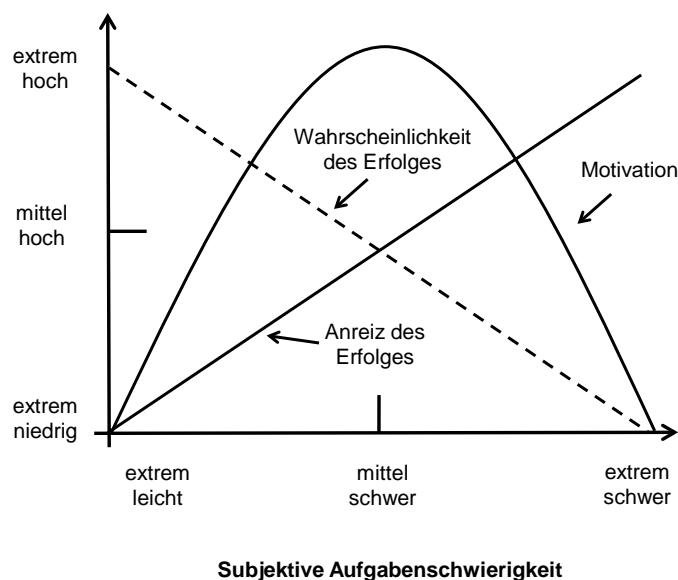 extrem
hoch
Wahrscheinlichkeit
des Erfolges
Motivation
mittel
hoch
Anreiz des
Erfolges
extrem
niedrig
extrem
leicht
mittel
schwer
extrem
schwer
Subjektive Aufgabenschwierigkeit